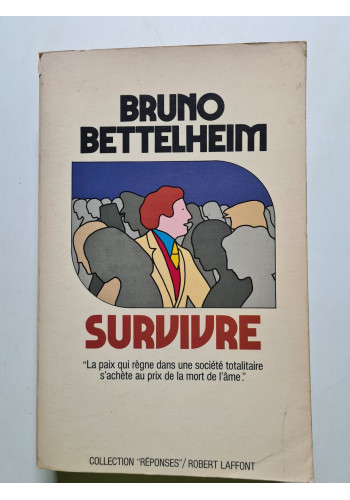 BRUNO
BETTELHEIM
SURVIVRE
“La paix qui règne dans une société totalitaire
s’achète au prix de la mort de l’âme.”
COLLECTION “RÉPONSES”/ ROBERT LAFFONT